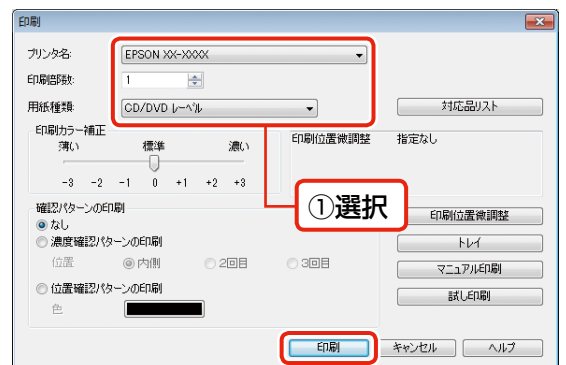 印刷
プリンタ名: EPSON XX-XXXX
印刷部数: 1
用紙種類: CD/DVD レーベル 対応品リスト
印刷カラー補正
薄い 標準 濃い
-3 -2 -1 0 +1 +2 +3
印刷位置微調整 指定なし
①選択
確認パターンの印刷
なし
濃度確認パターンの印刷
位置 内側 2回目 3回目
位置確認パターンの印刷
色
印刷位置微調整
トレイ
マニュアル印刷
試し印刷
印刷 キャンセル ヘルプ